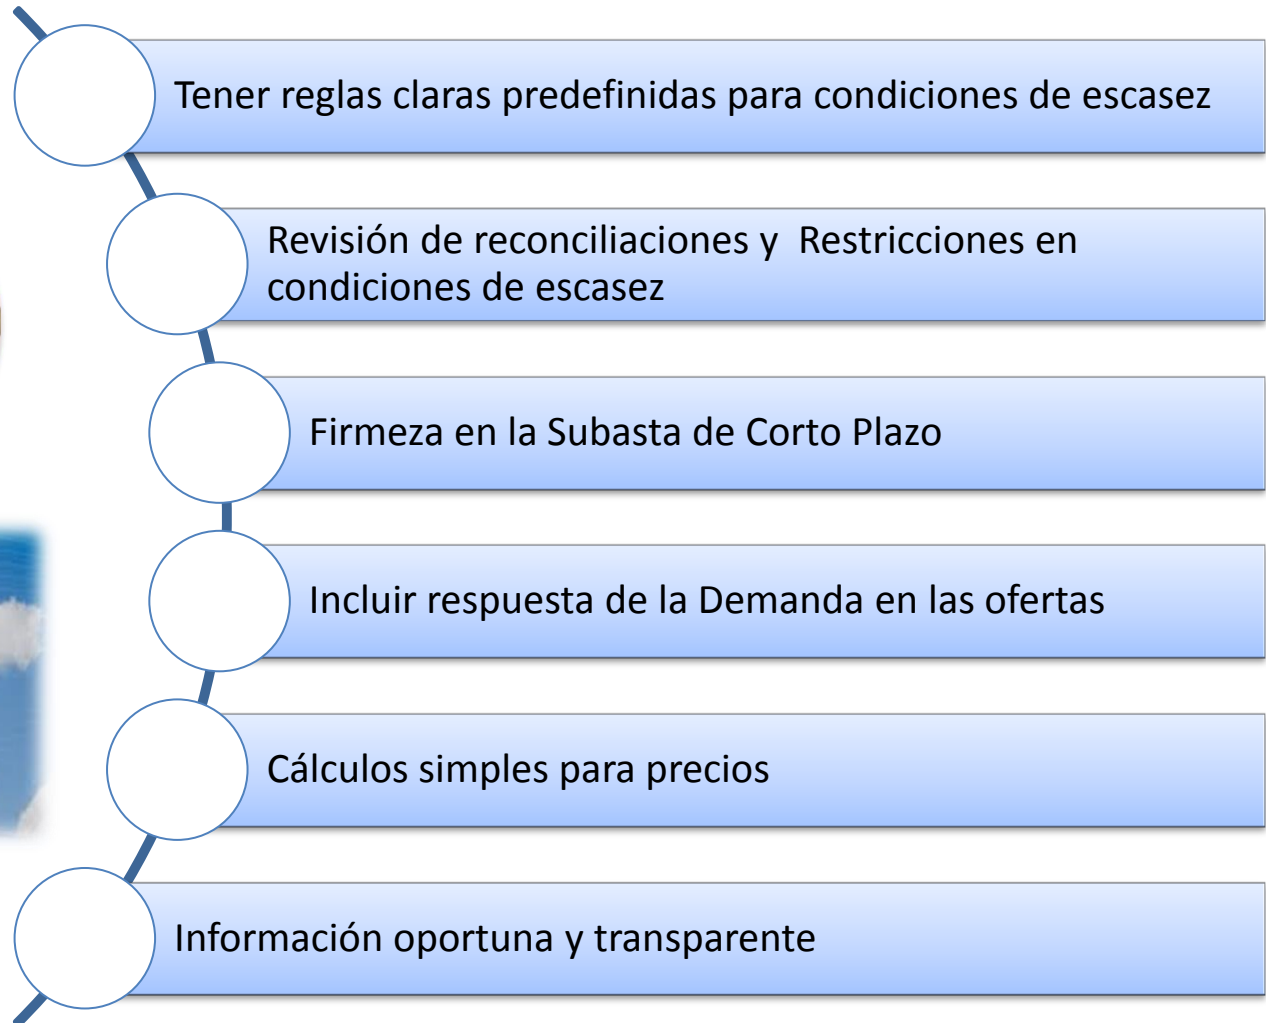 Tener reglas claras predefinidas para condiciones de escasez
Revisión de reconciliaciones y  Restricciones en
condiciones de escasez
Firmeza en la Subasta de Corto Plazo
Incluir respuesta de la Demanda en las ofertas
Cálculos simples para precios
Información oportuna y transparente